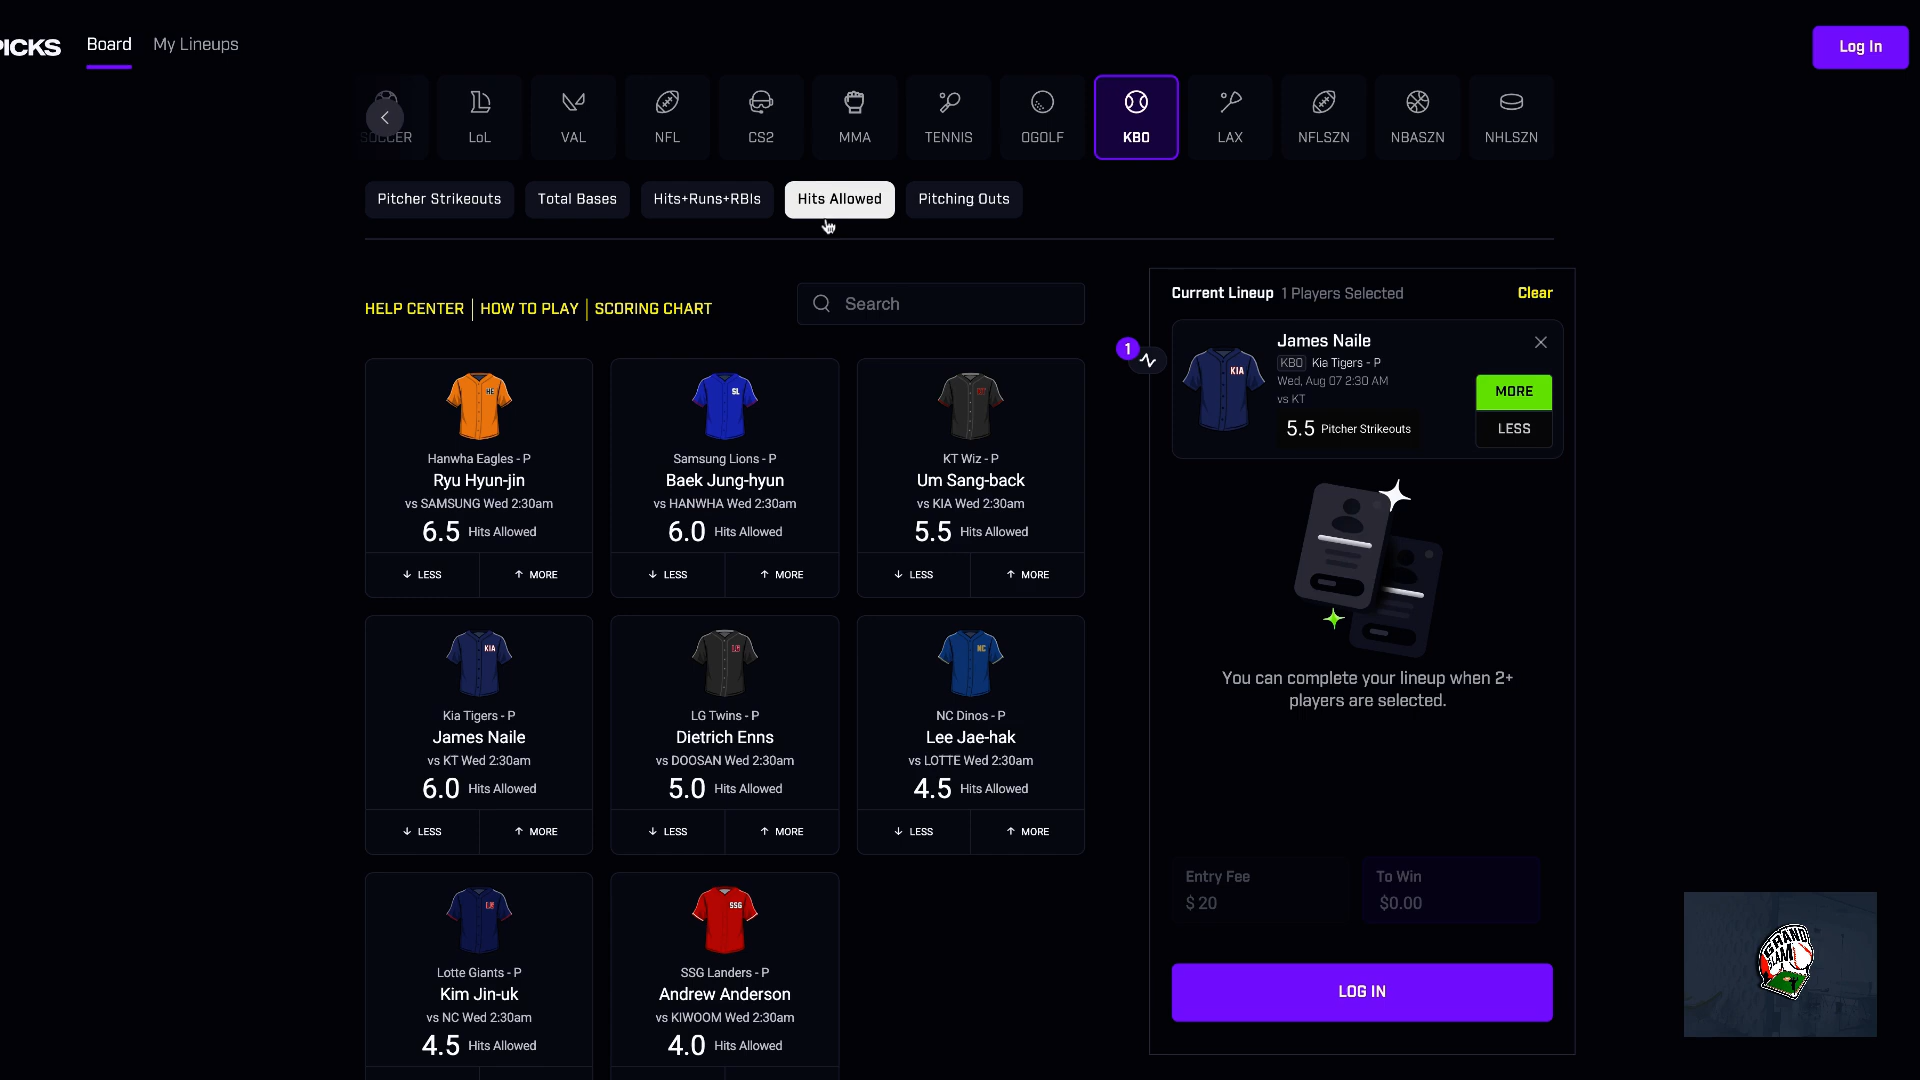 PICKS
Board
My Lineups
Log In
SOCCER
LoL
VAL
NFL
CS2
MMA
TENNIS
OGOLF
KBO
LAX
NFLSZN
NBASZN
NHLSZN
Pitcher Strikeouts
Total Bases
Hits+Runs+RBIs
Hits Allowed
Pitching Outs
HELP CENTER
HOW TO PLAY
SCORING CHART
Search
HE
Hanwha Eagles - P
Ryu Hyun-jin
vs SAMSUNG Wed 2:30am
6.5 Hits Allowed
LESS
MORE
SL
Samsung Lions - P
Baek Jung-hyun
vs HANWHA Wed 2:30am
6.0 Hits Allowed
LESS
MORE
KT Wiz - P
Um Sang-back
vs KIA Wed 2:30am
5.5 Hits Allowed
LESS
MORE
KIA
Kia Tigers - P
James Naile
vs KT Wed 2:30am
6.0 Hits Allowed
LESS
MORE
LG Twins - P
Dietrich Enns
vs DOOSAN Wed 2:30am
5.0 Hits Allowed
LESS
MORE
NC
NC Dinos - P
Lee Jae-hak
vs LOTTE Wed 2:30am
4.5 Hits Allowed
LESS
MORE
Lotte Giants - P
Kim Jin-uk
vs NC Wed 2:30am
4.5 Hits Allowed
SSG
SSG Landers - P
Andrew Anderson
vs KIWOOM Wed 2:30am
4.0 Hits Allowed
Current Lineup 1 Players Selected
Clear
1
KIA
James Naile
KBO Kia Tigers - P
Wed, Aug 07 2:30 AM
vs KT
5.5 Pitcher Strikeouts
MORE
LESS
You can complete your lineup when 2+
players are selected.
Entry Fee
$ 20
To Win
$0.00
LOG IN
GRAND
SLAM